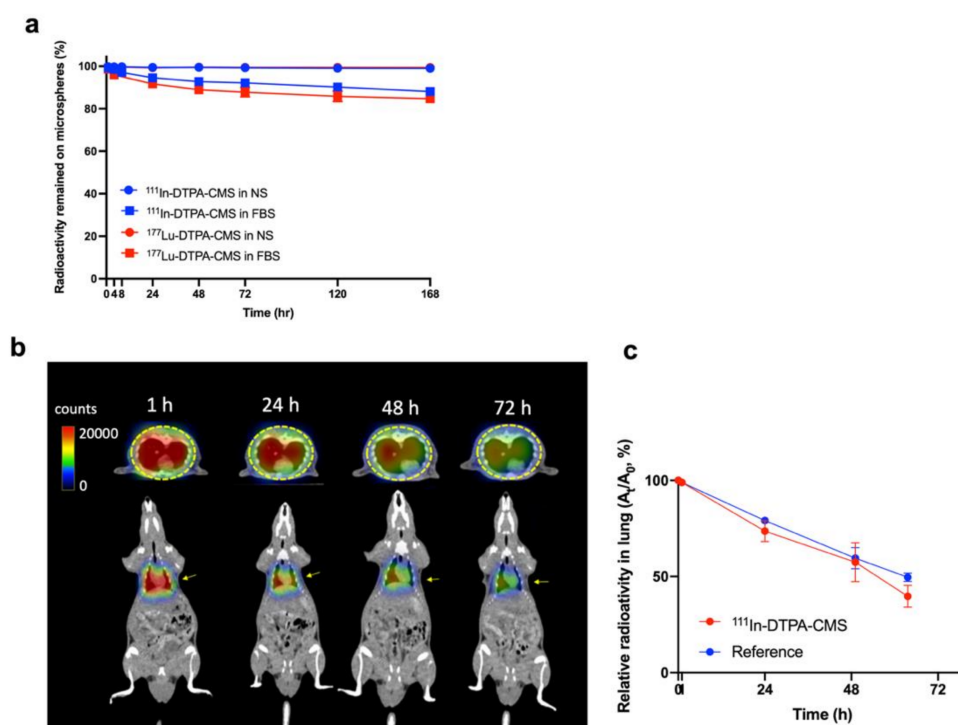 a
Radioactivity remained on microspheres (%)
100
80
60
40
20
0
¹¹¹In-DTPA-CMS in NS
¹¹¹In-DTPA-CMS in FBS
¹⁷⁷Lu-DTPA-CMS in NS
¹⁷⁷Lu-DTPA-CMS in FBS
0 4 8 24 48 72 120 168
Time (hr)
b
counts
20000
0
1 h 24 h 48 h 72 h
c
Relative radioativity in lung (Aₜ/A₀, %)
100
50
0
¹¹¹In-DTPA-CMS
Reference
0 1 24 48 72
Time (h)